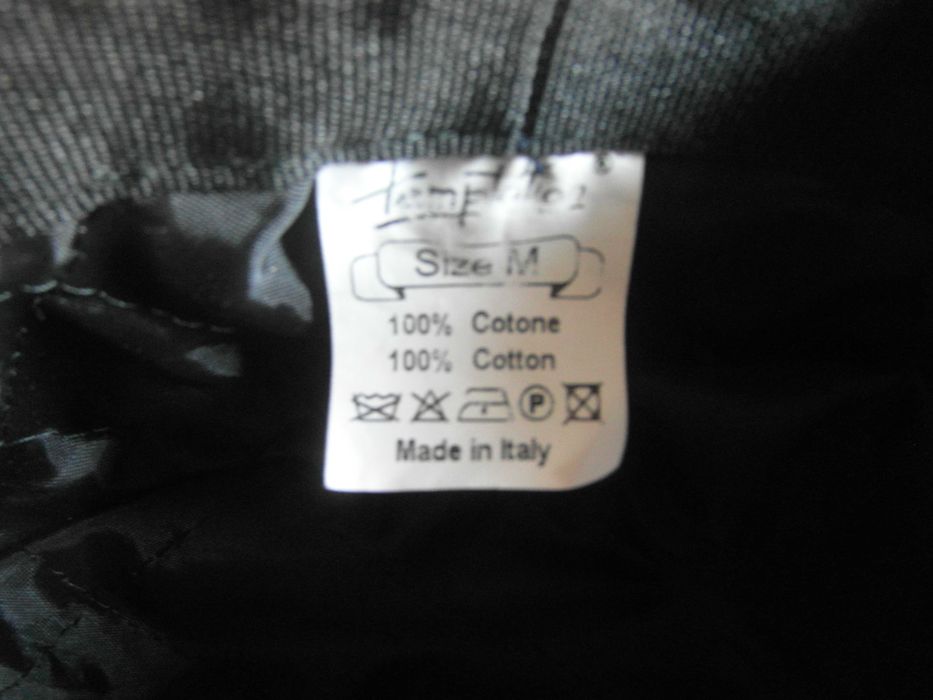 Size M
100% Cotone
100% Cotton
P
Made in Italy